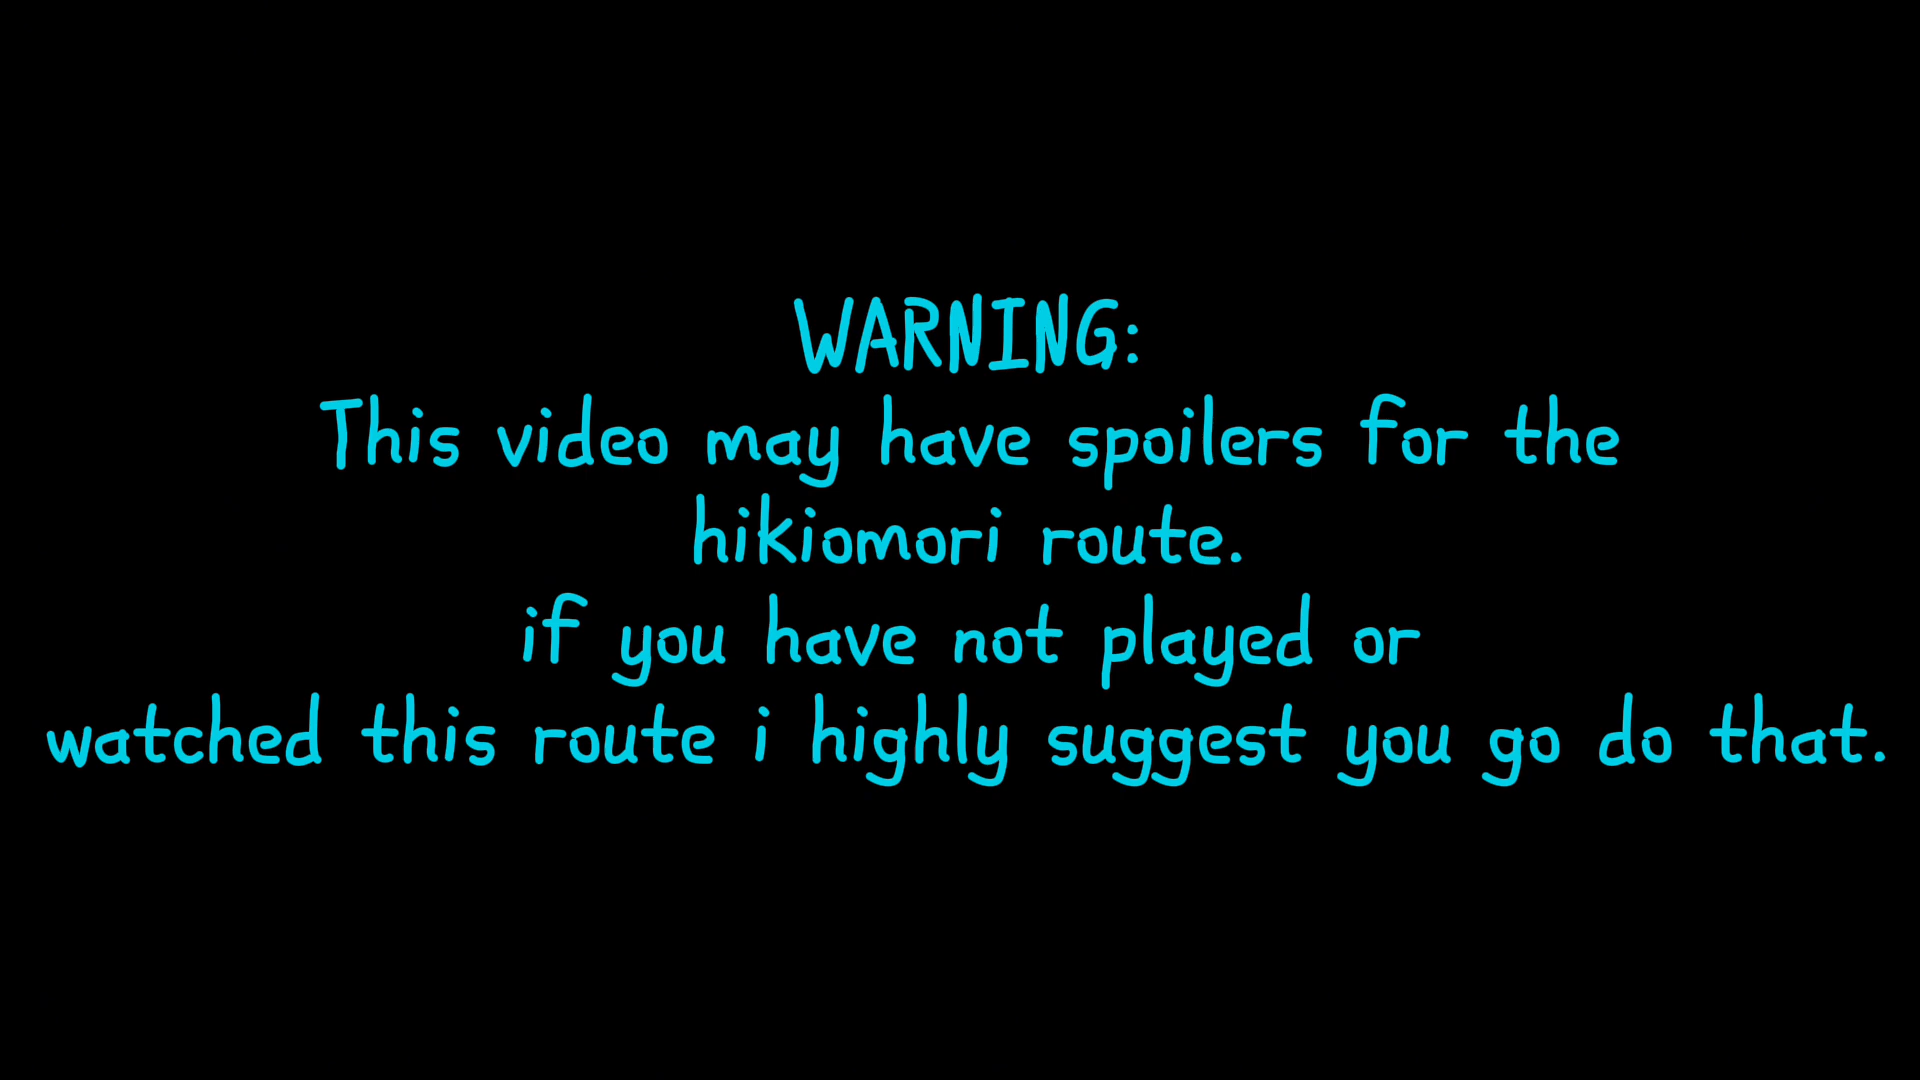 WARNING:
This video may have spoilers for the
hikiomori route.
if you have not played or
watched this route i highly suggest you go do that.